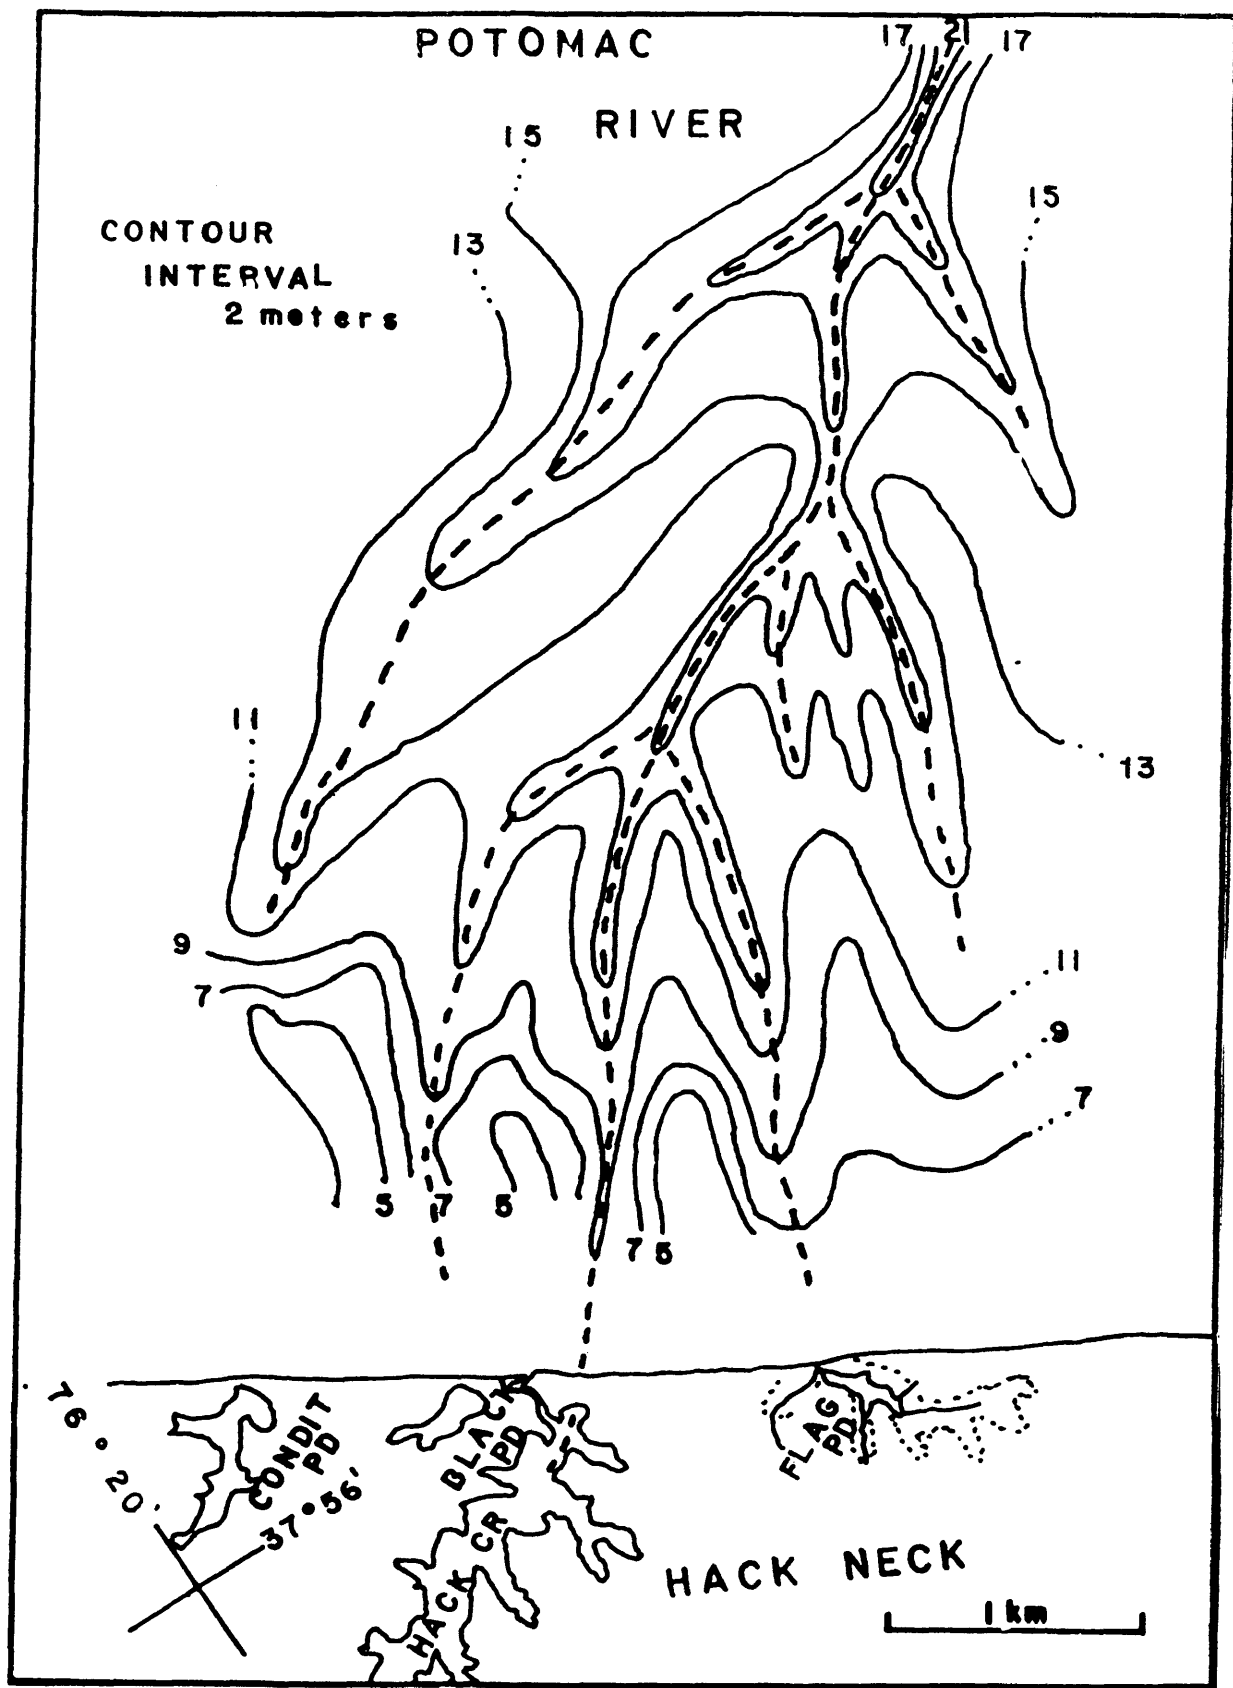 POTOMAC
17 21 17
RIVER
15
15
CONTOUR
INTERVAL
2 meters
13
11
13
9
7
11
9
7
5 7 5
7 5
76° 20'
CONDIT
PD
37°56'
BLACK
PD
FLAG
PD
HACK CR
HACK NECK
1 km